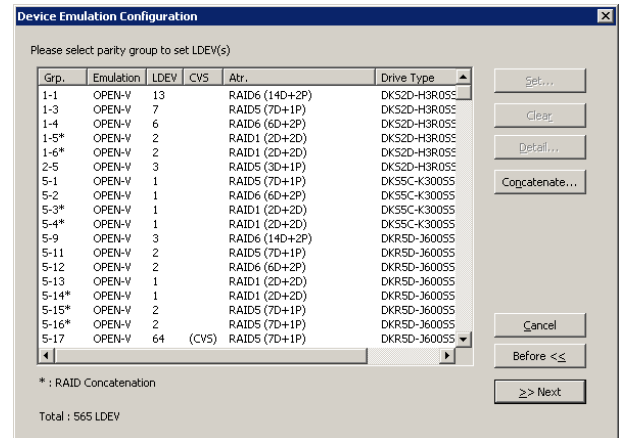 Device Emulation Configuration
Please select parity group to set LDEV(s)
Grp. Emulation LDEV CVS Atr. Drive Type
1-1 OPEN-V 13 RAID6 (14D+2P) DKS2D-H3R0SS
1-3 OPEN-V 7 RAID5 (7D+1P) DKS2D-H3R0SS
1-4 OPEN-V 6 RAID6 (6D+2P) DKS2D-H3R0SS
1-5* OPEN-V 2 RAID1 (2D+2D) DKS2D-H3R0SS
1-6* OPEN-V 2 RAID1 (2D+2D) DKS2D-H3R0SS
2-5 OPEN-V 3 RAID5 (3D+1P) DKS2D-H3R0SS
5-1 OPEN-V 1 RAID5 (7D+1P) DKS5C-K300SS
5-2 OPEN-V 1 RAID6 (6D+2P) DKS5C-K300SS
5-3* OPEN-V 1 RAID1 (2D+2D) DKS5C-K300SS
5-4* OPEN-V 1 RAID1 (2D+2D) DKS5C-K300SS
5-9 OPEN-V 3 RAID6 (14D+2P) DKR5D-J600SS
5-11 OPEN-V 2 RAID5 (7D+1P) DKR5D-J600SS
5-12 OPEN-V 2 RAID6 (6D+2P) DKR5D-J600SS
5-13 OPEN-V 1 RAID1 (2D+2D) DKR5D-J600SS
5-14* OPEN-V 1 RAID1 (2D+2D) DKR5D-J600SS
5-15* OPEN-V 2 RAID5 (7D+1P) DKR5D-J600SS
5-16* OPEN-V 2 RAID5 (7D+1P) DKR5D-J600SS
5-17 OPEN-V 64 (CVS) RAID5 (7D+1P) DKR5D-J600SS
Set...
Clear
Detail...
Concatenate...
Cancel
Before <<
>> Next
* : RAID Concatenation
Total : 565 LDEV